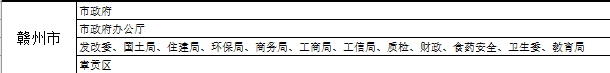 赣州市
市政府
市政府办公厅
发改委、国土局、住建局、环保局、商务局、工商局、工信局、质检、财政、食药安全、卫生委、教育局
章贡区